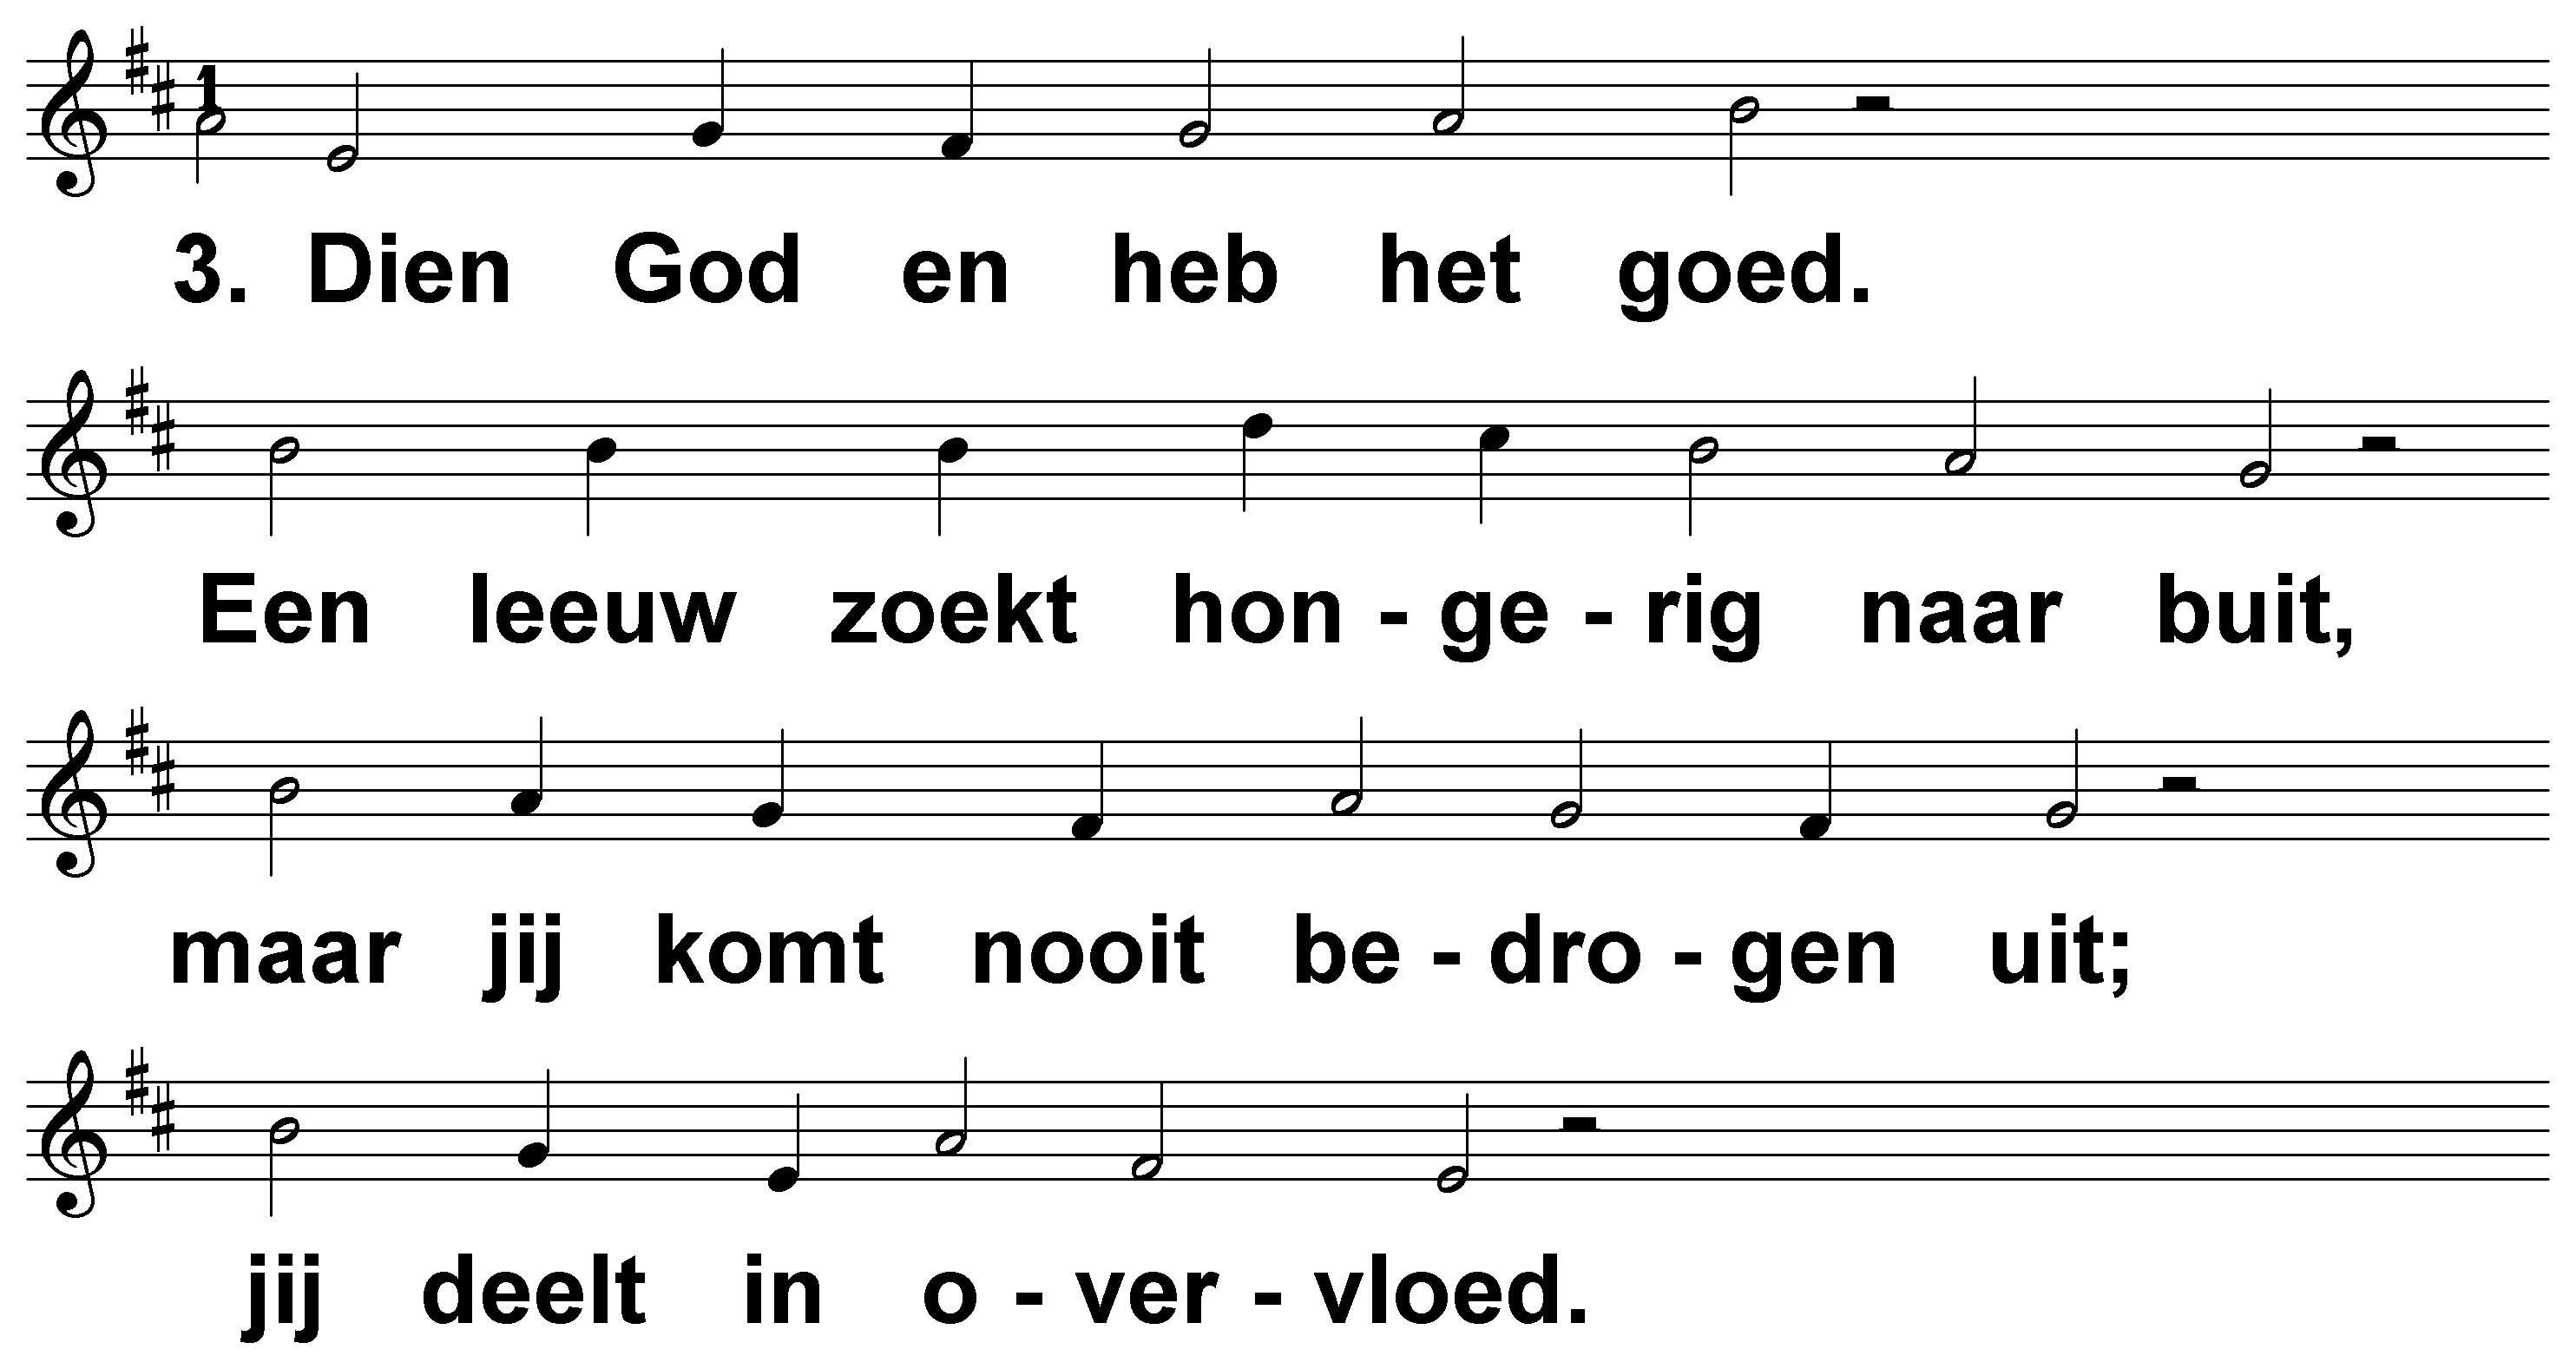 1
3. Dien God en heb het goed.
Een leeuw zoekt hon - ge - rig naar buit,
maar jij komt nooit be - dro - gen uit;
jij deelt in o - ver - vloed.